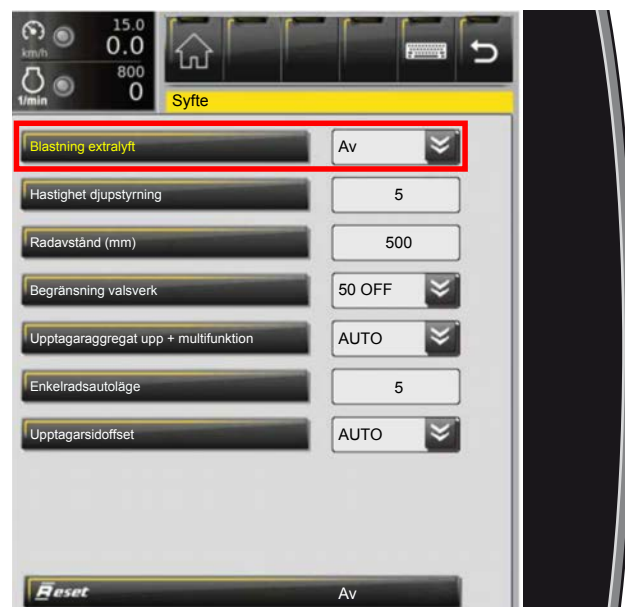 15.0
km/h 0.0
800
1/min 0
Syfte
Blastning extralyft Av
Hastighet djupstyrning 5
Radavstånd (mm) 500
Begränsning valsverk 50 OFF
Upptagaraggregat upp + multifunktion AUTO
Enkelradsautoläge 5
Upptagarsidoffset AUTO
Reset Av